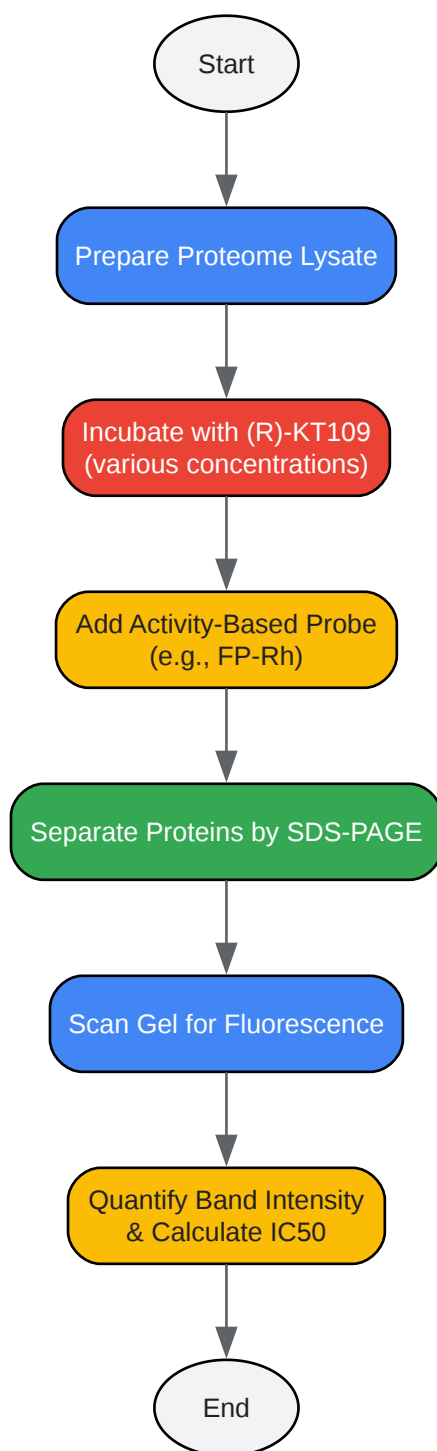 Start
Prepare Proteome Lysate
Incubate with (R)-KT109
(various concentrations)
Add Activity-Based Probe
(e.g., FP-Rh)
Separate Proteins by SDS-PAGE
Scan Gel for Fluorescence
Quantify Band Intensity
& Calculate IC50
End